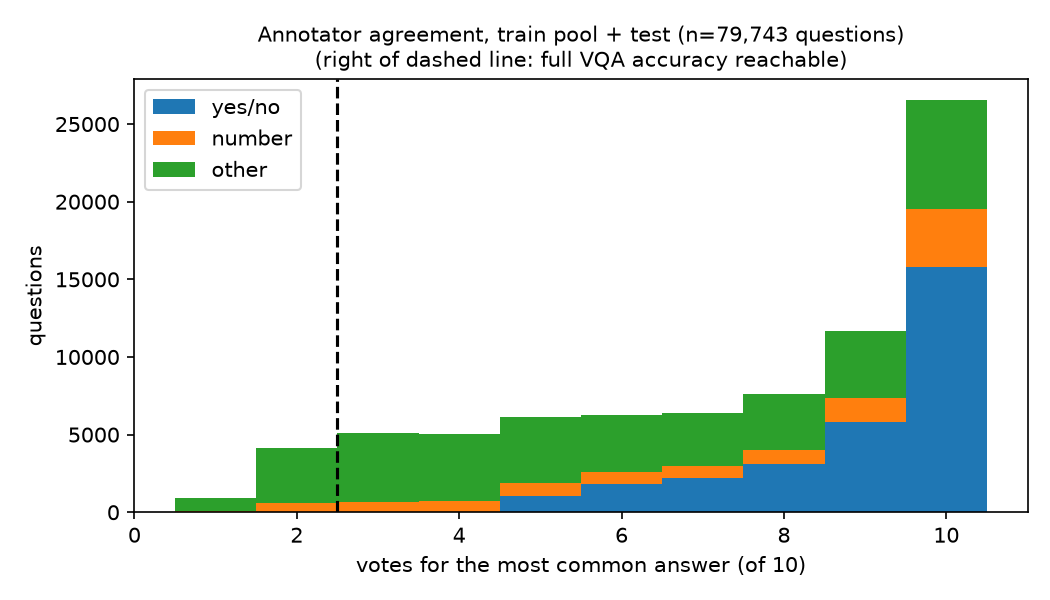 Annotator agreement, train pool + test (n=79,743 questions)
(right of dashed line: full VQA accuracy reachable)
yes/no
number
other
questions
25000
20000
15000
10000
5000
0
0 2 4 6 8 10
votes for the most common answer (of 10)